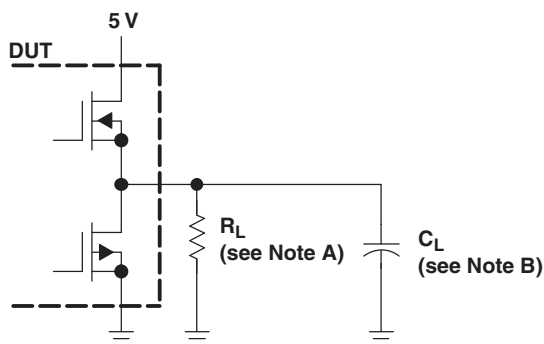 5 V
DUT
R_L
(see Note A)
C_L
(see Note B)